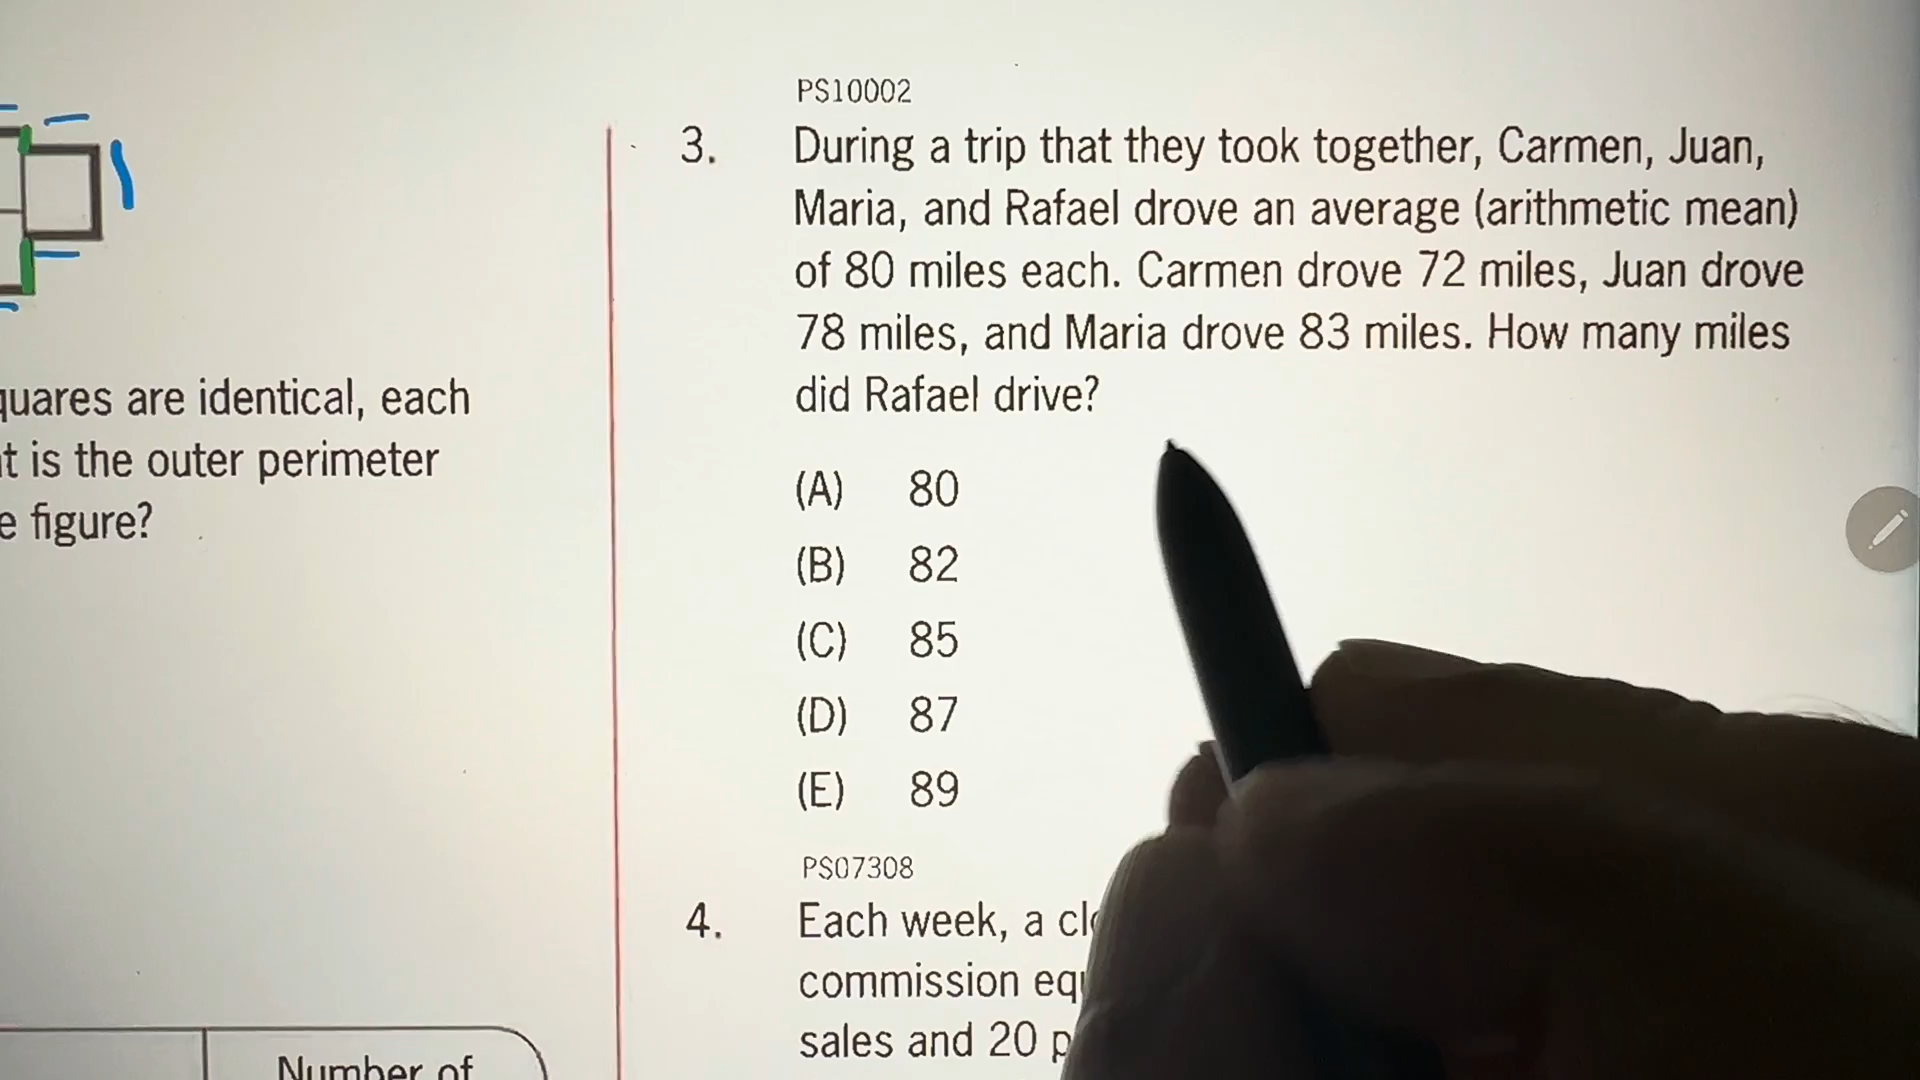 are identical, each
is the outer perimeter
figure?
Number of
PS10002
3. During a trip that they took together, Carmen, Juan,
Maria, and Rafael drove an average (arithmetic mean)
of 80 miles each. Carmen drove 72 miles, Juan drove
78 miles, and Maria drove 83 miles. How many miles
did Rafael drive?
(A) 80
(B) 82
(C) 85
(D) 87
(E) 89
PS07308
4. Each week, a
commission
sales and 20